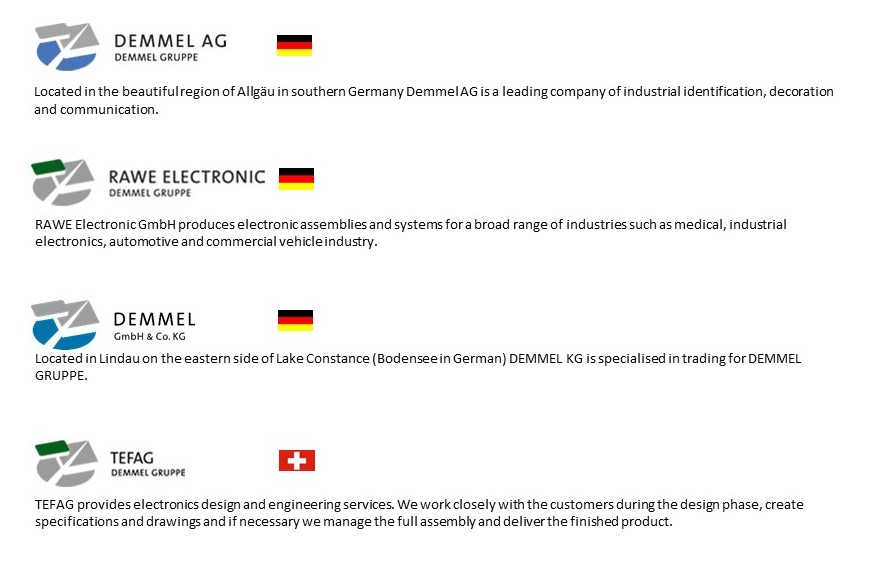 DEMMEL AG
DEMMEL GRUPPE
Located in the beautiful region of Allgäu in southern Germany Demmel AG is a leading company of industrial identification, decoration
and communication.
RAWE ELECTRONIC
DEMMEL GRUPPE
RAWE Electronic GmbH produces electronic assemblies and systems for a broad range of industries such as medical, industrial
electronics, automotive and commercial vehicle industry.
DEMMEL
GmbH & Co. KG
Located in Lindau on the eastern side of Lake Constance (Bodensee in German) DEMMEL KG is specialised in trading for DEMMEL
GRUPPE.
TEFAG
DEMMEL GRUPPE
TEFAG provides electronics design and engineering services. We work closely with the customers during the design phase, create
specifications and drawings and if necessary we manage the full assembly and deliver the finished product.